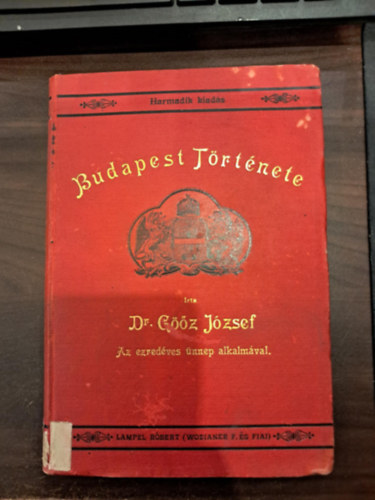 Harmadik kiadás
Budapest Története
Irta
Dr. Gööz József
Az ezredéves ünnep alkalmával.
LAMPEL RÓBERT (WODIANER F. ÉS FIAI)